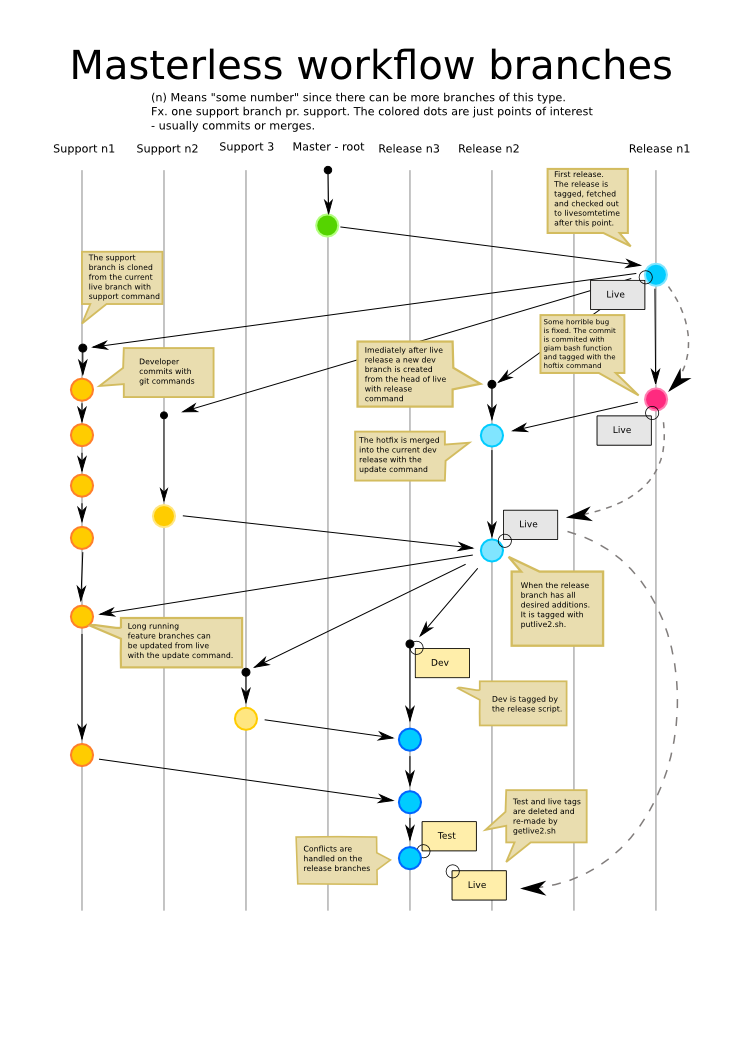 Masterless workflow branches
(n) Means "some number" since there can be more branches of this type.
Fx. one support branch pr. support. The colored dots are just points of interest
- usually commits or merges.
Support n1
Support n2
Support 3
Master - root
Release n3
Release n2
Release n1
First release.
The release is
tagged, fetched
and checked out
to livesomtetime
after this point.
The support
branch is cloned
from the current
live branch with
support command
Live
Some horrible bug
is fixed. The commit
is commited with
giam bash function
and tagged with the
hoftix command
Developer
commits with
git commands
Imediately after live
release a new dev
branch is created
from the head of live
with release
command
Live
The hotfix is merged
into the current dev
release with the
update command
Live
When the release
branch has all
desired additions.
It is tagged with
putlive2.sh.
Long running
feature branches can
be updated from live
with the update command.
Dev
Dev is tagged by
the release script.
Test and live tags
are deleted and
re-made by
getlive2.sh
Test
Conflicts are
handled on the
release branches
Live